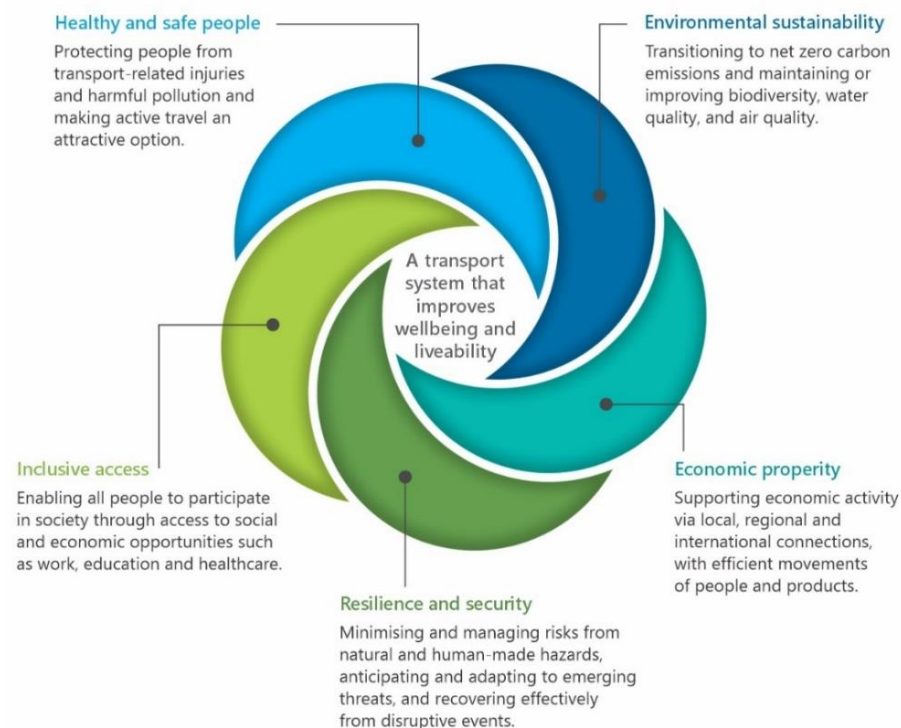 Healthy and safe people
Protecting people from
transport-related injuries
and harmful pollution and
making active travel an
attractive option.
Environmental sustainability
Transitioning to net zero carbon
emissions and maintaining or
improving biodiversity, water
quality, and air quality.
A transport
system that
improves
wellbeing and
liveability
Inclusive access
Enabling all people to participate
in society through access to social
and economic opportunities such
as work, education and healthcare.
Economic properity
Supporting economic activity
via local, regional and
international connections,
with efficient movements
of people and products.
Resilience and security
Minimising and managing risks from
natural and human-made hazards,
anticipating and adapting to emerging
threats, and recovering effectively
from disruptive events.